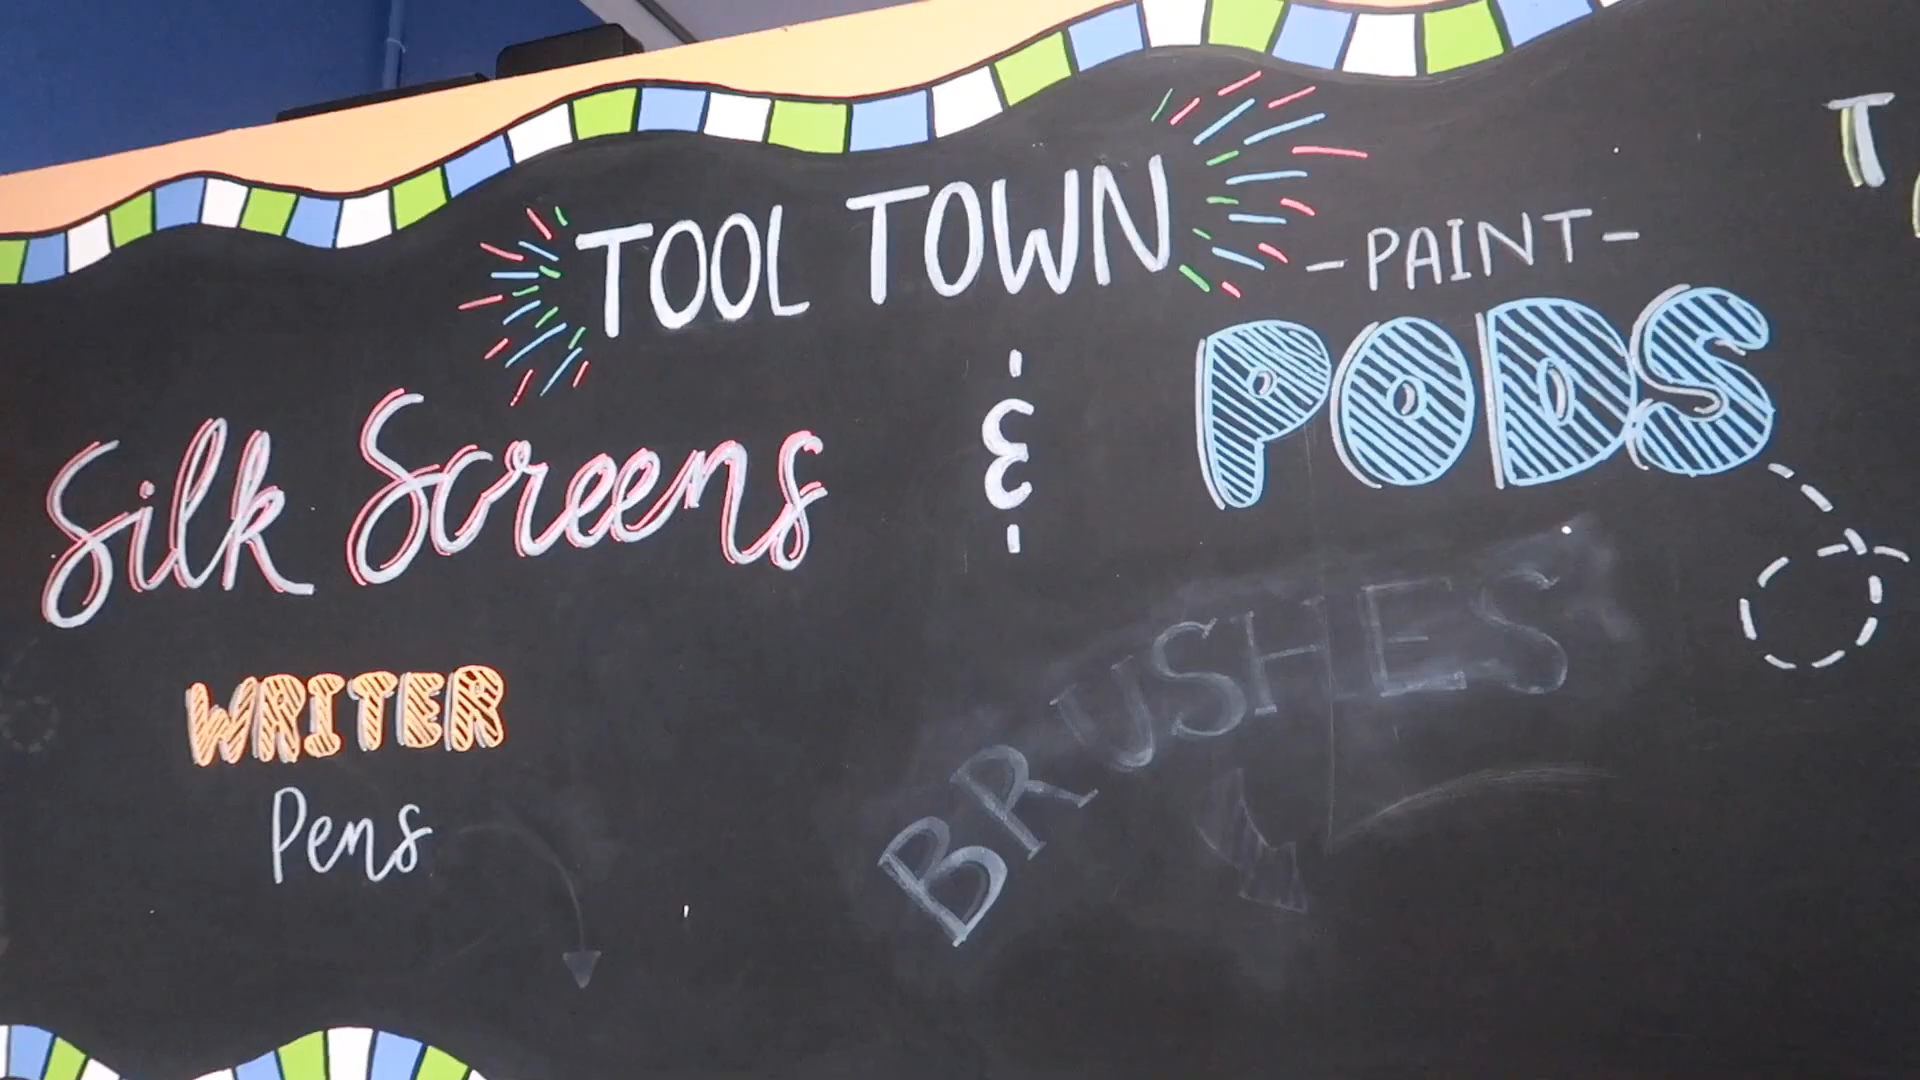 TOOL TOWN
Silk Screens
&
-PAINT-
PODS
WRITER
Pens
BRUSHES
T